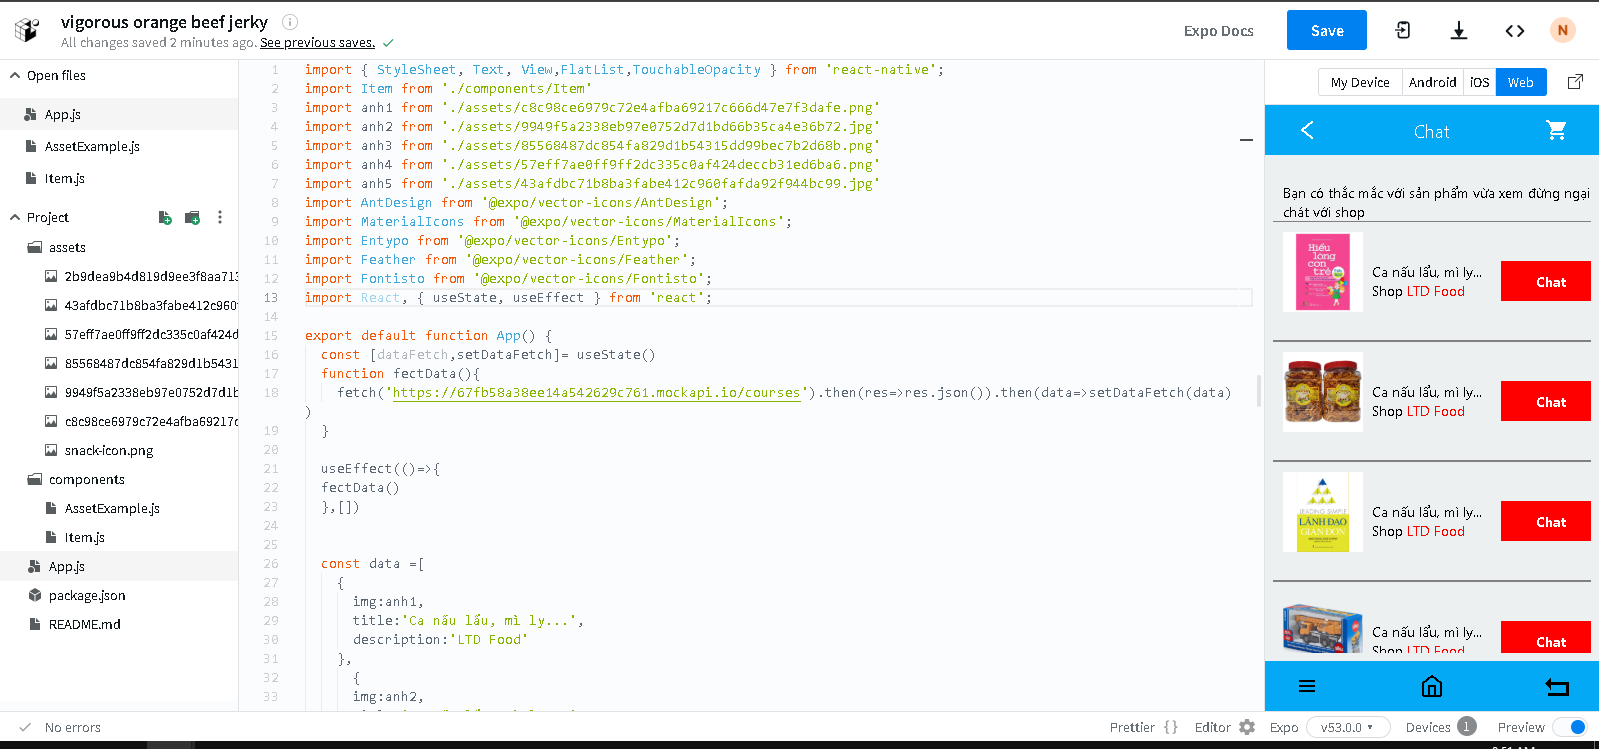 vigorous orange beef jerky
All changes saved 2 minutes ago. See previous saves.
Expo Docs
Save
N
Open files
App.js
AssetExample.js
Item.js
Project
assets
2b9dea9b4d819d9ee3f8aa713
43afdbc71b8ba3fabe412c960
57eff7ae0ff9ff2dc335c0af424d
85568487dc854fa829d1b5431
9949f5a2338eb97e0752d7d1b
c8c98ce6979c72e4afba69217c
snack-icon.png
components
AssetExample.js
Item.js
App.js
package.json
README.md
1 import { StyleSheet, Text, View,FlatList,TouchableOpacity } from 'react-native';
2 import Item from './components/Item'
3 import anh1 from './assets/c8c98ce6979c72e4afba69217c666d47e7f3dafe.png'
4 import anh2 from './assets/9949f5a2338eb97e0752d7d1bd66b35ca4e36b72.jpg'
5 import anh3 from './assets/85568487dc854fa829d1b54315dd99bec7b2d68b.png'
6 import anh4 from './assets/57eff7ae0ff9ff2dc335c0af424deccb31ed6ba6.png'
7 import anh5 from './assets/43afdbc71b8ba3fabe412c960fafda92f944bc99.jpg'
8 import AntDesign from '@expo/vector-icons/AntDesign';
9 import MaterialIcons from '@expo/vector-icons/MaterialIcons';
10 import Entypo from '@expo/vector-icons/Entypo';
11 import Feather from '@expo/vector-icons/Feather';
12 import Fontisto from '@expo/vector-icons/Fontisto';
13 import React, { useState, useEffect } from 'react';
14
15 export default function App() {
16 const [dataFetch,setDataFetch]= useState()
17 function fectData(){
18 fetch('https://67fb58a38ee14a542629c761.mockapi.io/courses').then(res=>res.json()).then(data=>setDataFetch(data)
)
19 }
20
21 useEffect(()=>{
22 fectData()
23 },[])
24
25
26 const data =[
27 {
28 img:anh1,
29 title:'Ca nấu lẩu, mì ly...',
30 description:'LTD Food'
31 },
32 {
33 img:anh2,
My Device
Android
iOS
Web
Chat
Bạn có thắc mắc với sản phẩm vừa xem đừng ngại
chát với shop
Hiểu
lòng
con
trẻ
Ca nấu lẩu, mì ly...
Shop LTD Food
Chat
Ca nấu lẩu, mì ly...
Shop LTD Food
Chat
LEADING SIMPLE
LÃNH ĐẠO
GIẢN ĐƠN
Ca nấu lẩu, mì ly...
Shop LTD Food
Chat
Ca nấu lẩu, mì ly...
Shop LTD Food
Chat
No errors
Prettier {}
Editor
Expo
v53.0.0
Devices 1
Preview